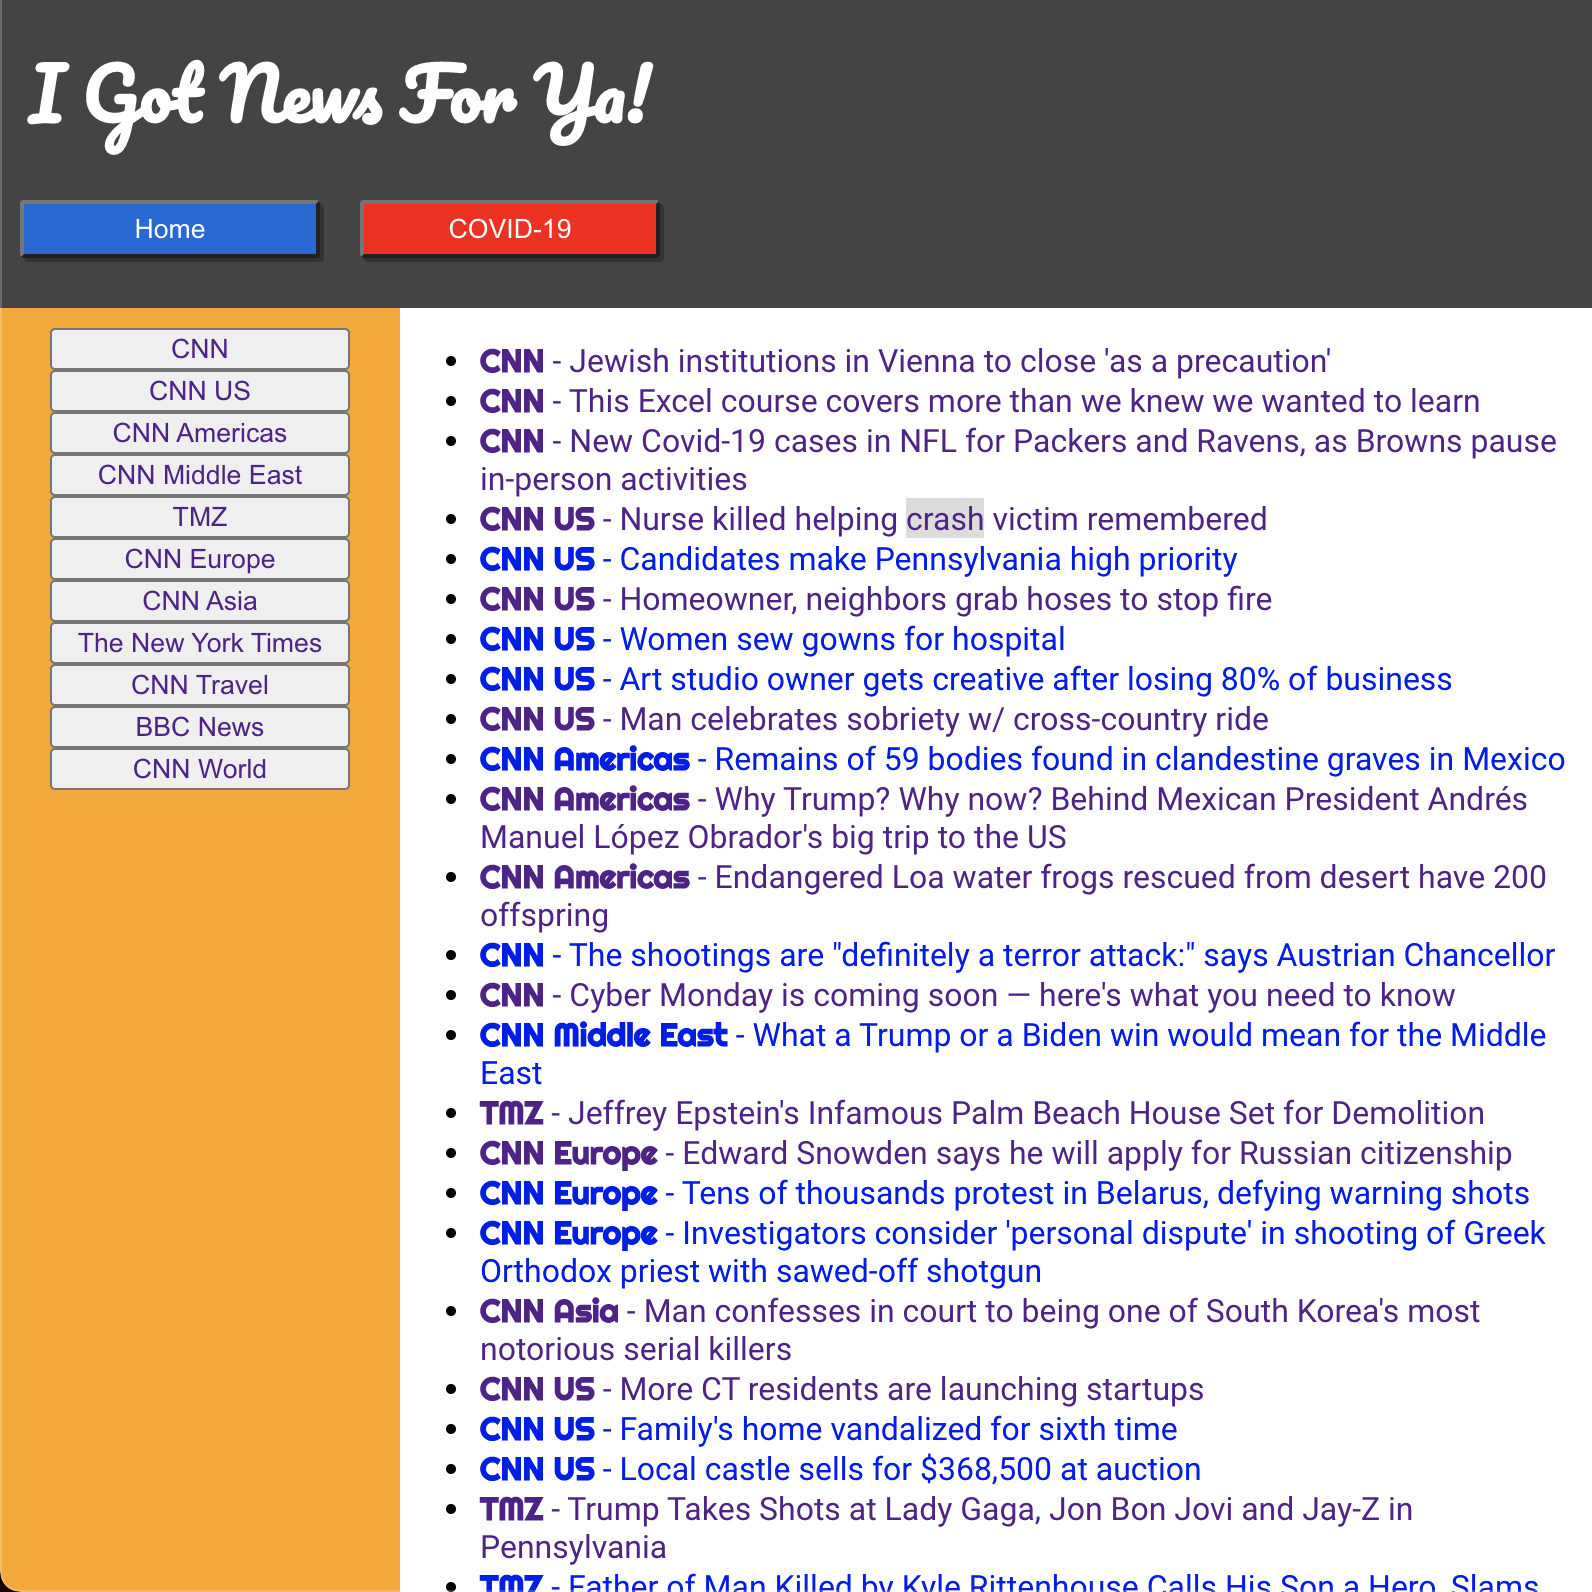 I Got News For Ya!
Home
COVID-19
CNN
CNN US
CNN Americas
CNN Middle East
TMZ
CNN Europe
CNN Asia
The New York Times
CNN Travel
BBC News
CNN World
CNN - Jewish institutions in Vienna to close 'as a precaution'
CNN - This Excel course covers more than we knew we wanted to learn
CNN - New Covid-19 cases in NFL for Packers and Ravens, as Browns pause
in-person activities
CNN US - Nurse killed helping crash victim remembered
CNN US - Candidates make Pennsylvania high priority
CNN US - Homeowner, neighbors grab hoses to stop fire
CNN US - Women sew gowns for hospital
CNN US - Art studio owner gets creative after losing 80% of business
CNN US - Man celebrates sobriety w/ cross-country ride
CNN Americas - Remains of 59 bodies found in clandestine graves in Mexico
CNN Americas - Why Trump? Why now? Behind Mexican President Andrés
Manuel López Obrador's big trip to the US
CNN Americas - Endangered Loa water frogs rescued from desert have 200
offspring
CNN - The shootings are "definitely a terror attack:" says Austrian Chancellor
CNN - Cyber Monday is coming soon — here's what you need to know
CNN Middle East - What a Trump or a Biden win would mean for the Middle
East
TMZ - Jeffrey Epstein's Infamous Palm Beach House Set for Demolition
CNN Europe - Edward Snowden says he will apply for Russian citizenship
CNN Europe - Tens of thousands protest in Belarus, defying warning shots
CNN Europe - Investigators consider 'personal dispute' in shooting of Greek
Orthodox priest with sawed-off shotgun
CNN Asia - Man confesses in court to being one of South Korea's most
notorious serial killers
CNN US - More CT residents are launching startups
CNN US - Family's home vandalized for sixth time
CNN US - Local castle sells for $368,500 at auction
TMZ - Trump Takes Shots at Lady Gaga, Jon Bon Jovi and Jay-Z in
Pennsylvania
TMZ - Father of Man Killed by Kyle Rittenhouse Calls His Son a Hero, Slams